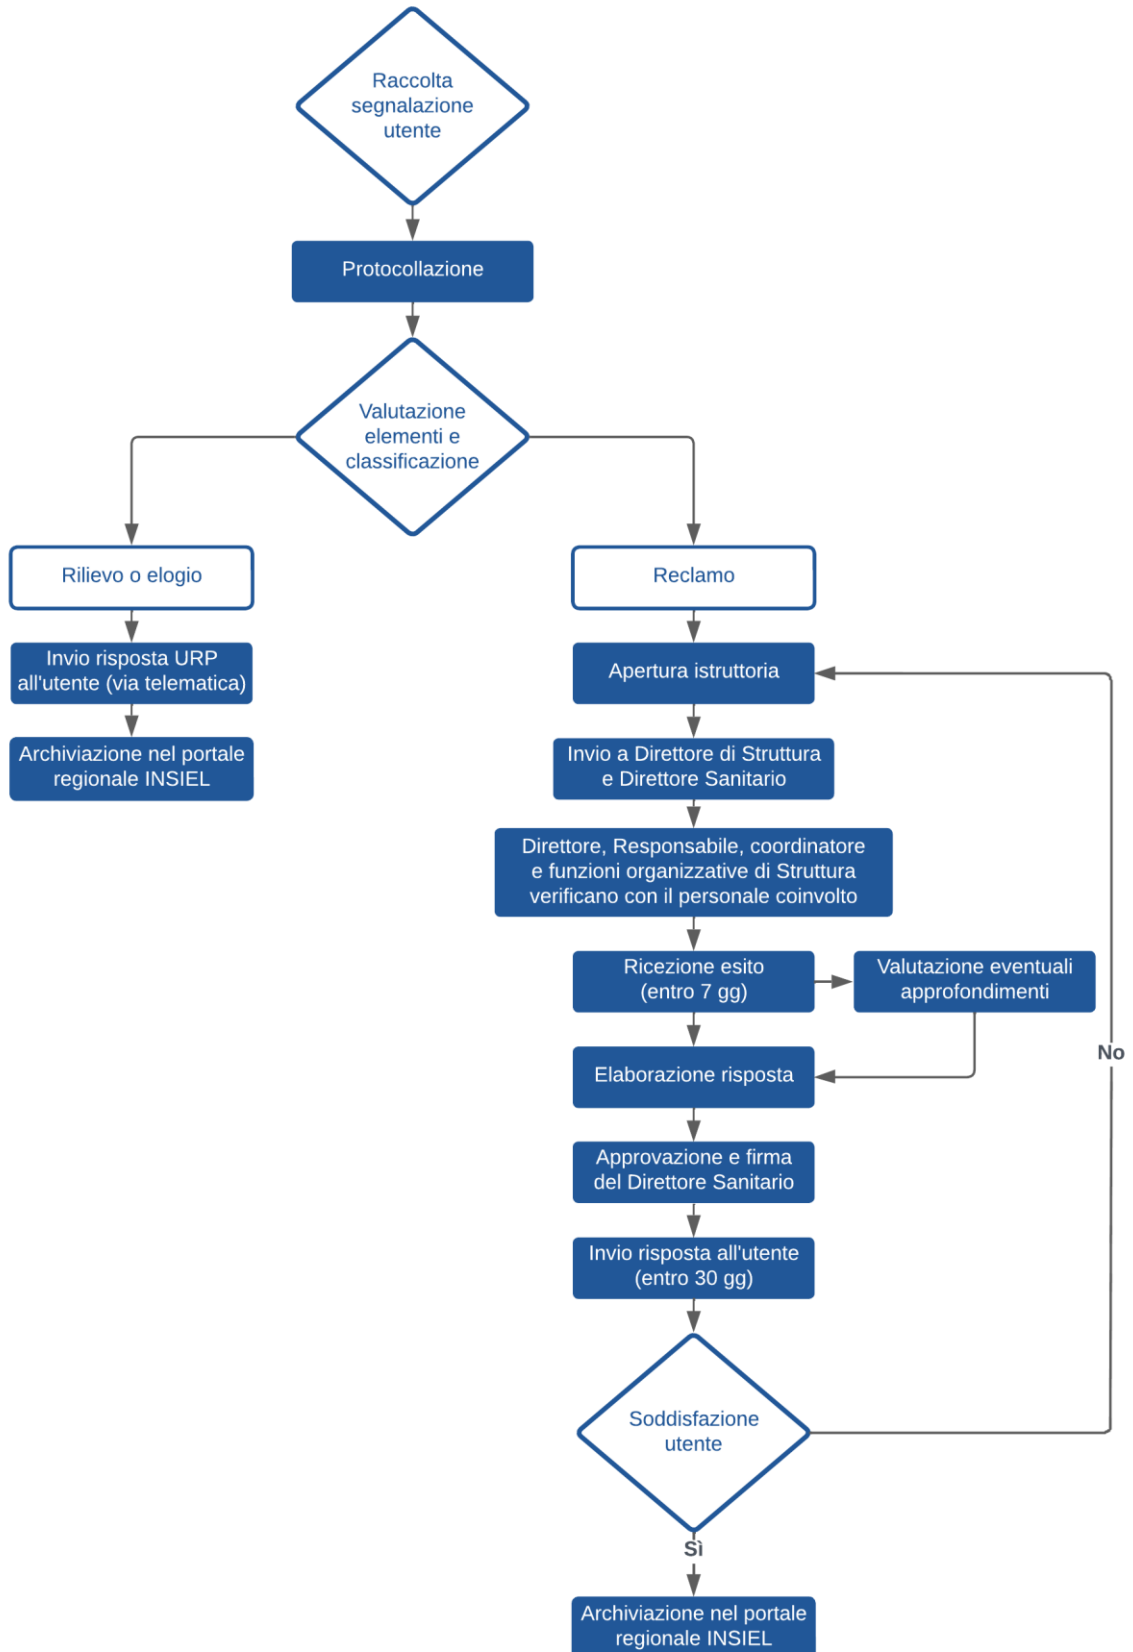 Raccolta
segnalazione
utente
Protocollazione
Valutazione
elementi e
classificazione
Rilievo o elogio
Invio risposta URP
all'utente (via telematica)
Archiviazione nel portale
regionale INSIEL
Reclamo
Apertura istruttoria
Invio a Direttore di Struttura
e Direttore Sanitario
Direttore, Responsabile, coordinatore
e funzioni organizzative di Struttura
verificano con il personale coinvolto
Ricezione esito
(entro 7 gg)
Valutazione eventuali
approfondimenti
Elaborazione risposta
Approvazione e firma
del Direttore Sanitario
Invio risposta all'utente
(entro 30 gg)
Soddisfazione
utente
No
Sì
Archiviazione nel portale
regionale INSIEL